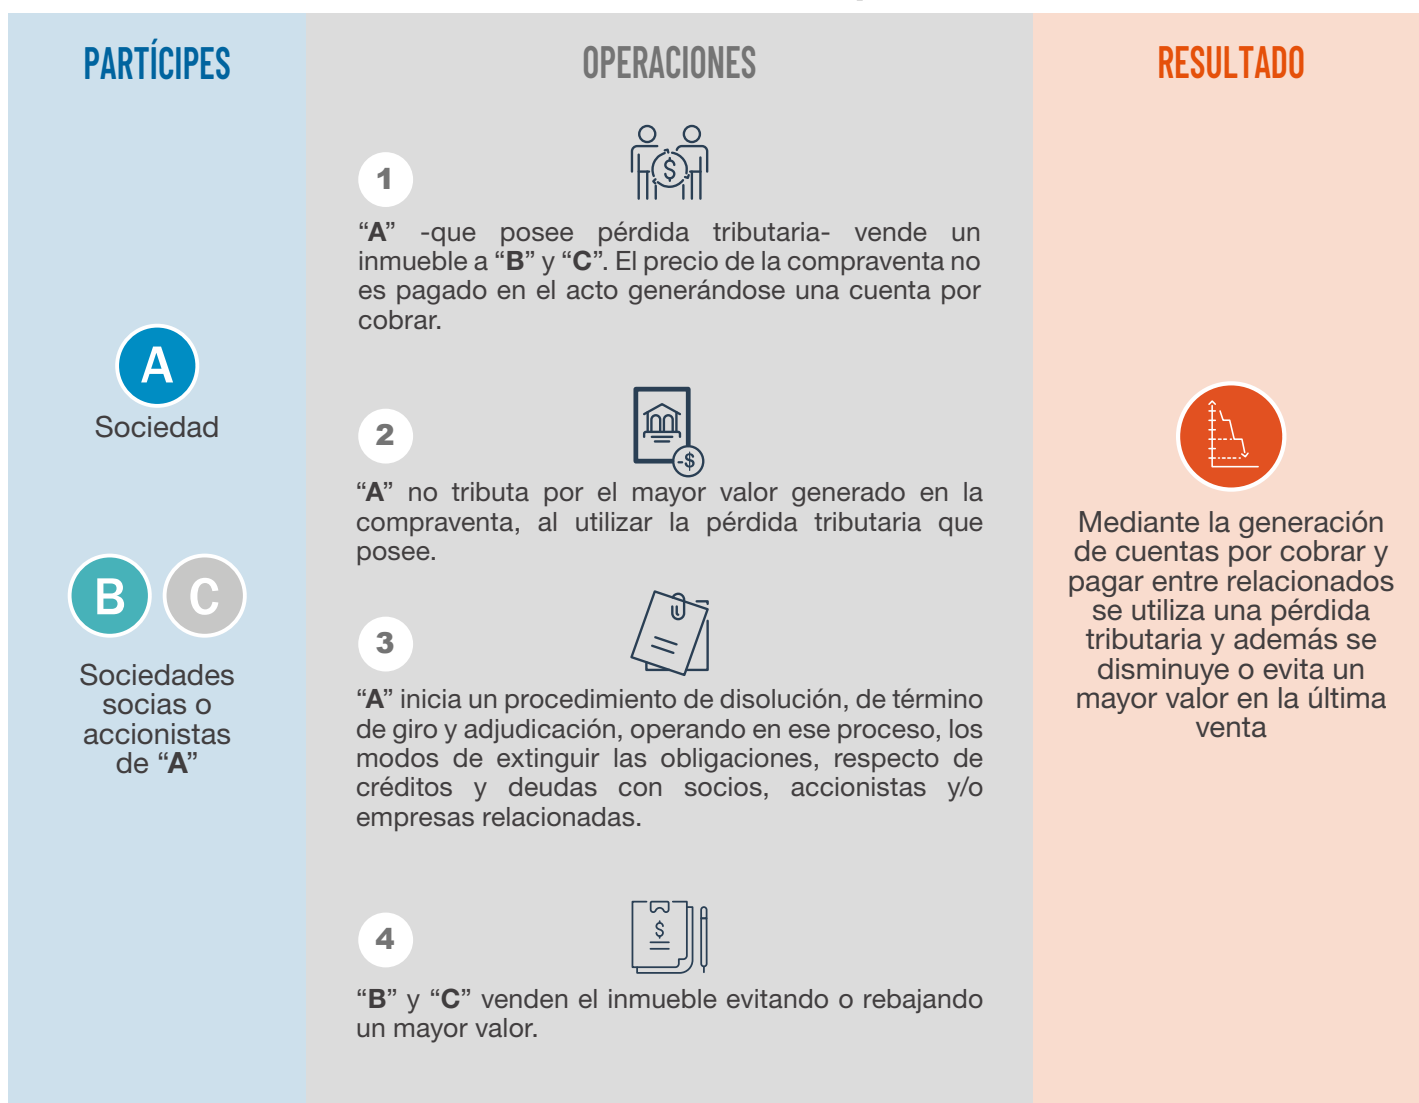 PARTÍCIPES
A
Sociedad
B C
Sociedades
socias o
accionistas
de “A”
OPERACIONES
1
$
“A” -que posee pérdida tributaria- vende un
inmueble a “B” y “C”. El precio de la compraventa no
es pagado en el acto generándose una cuenta por
cobrar.
2
-$
“A” no tributa por el mayor valor generado en la
compraventa, al utilizar la pérdida tributaria que
posee.
3
“A” inicia un procedimiento de disolución, de término
de giro y adjudicación, operando en ese proceso, los
modos de extinguir las obligaciones, respecto de
créditos y deudas con socios, accionistas y/o
empresas relacionadas.
4
$
“B” y “C” venden el inmueble evitando o rebajando
un mayor valor.
RESULTADO
Mediante la generación
de cuentas por cobrar y
pagar entre relacionados
se utiliza una pérdida
tributaria y además se
disminuye o evita un
mayor valor en la última
venta